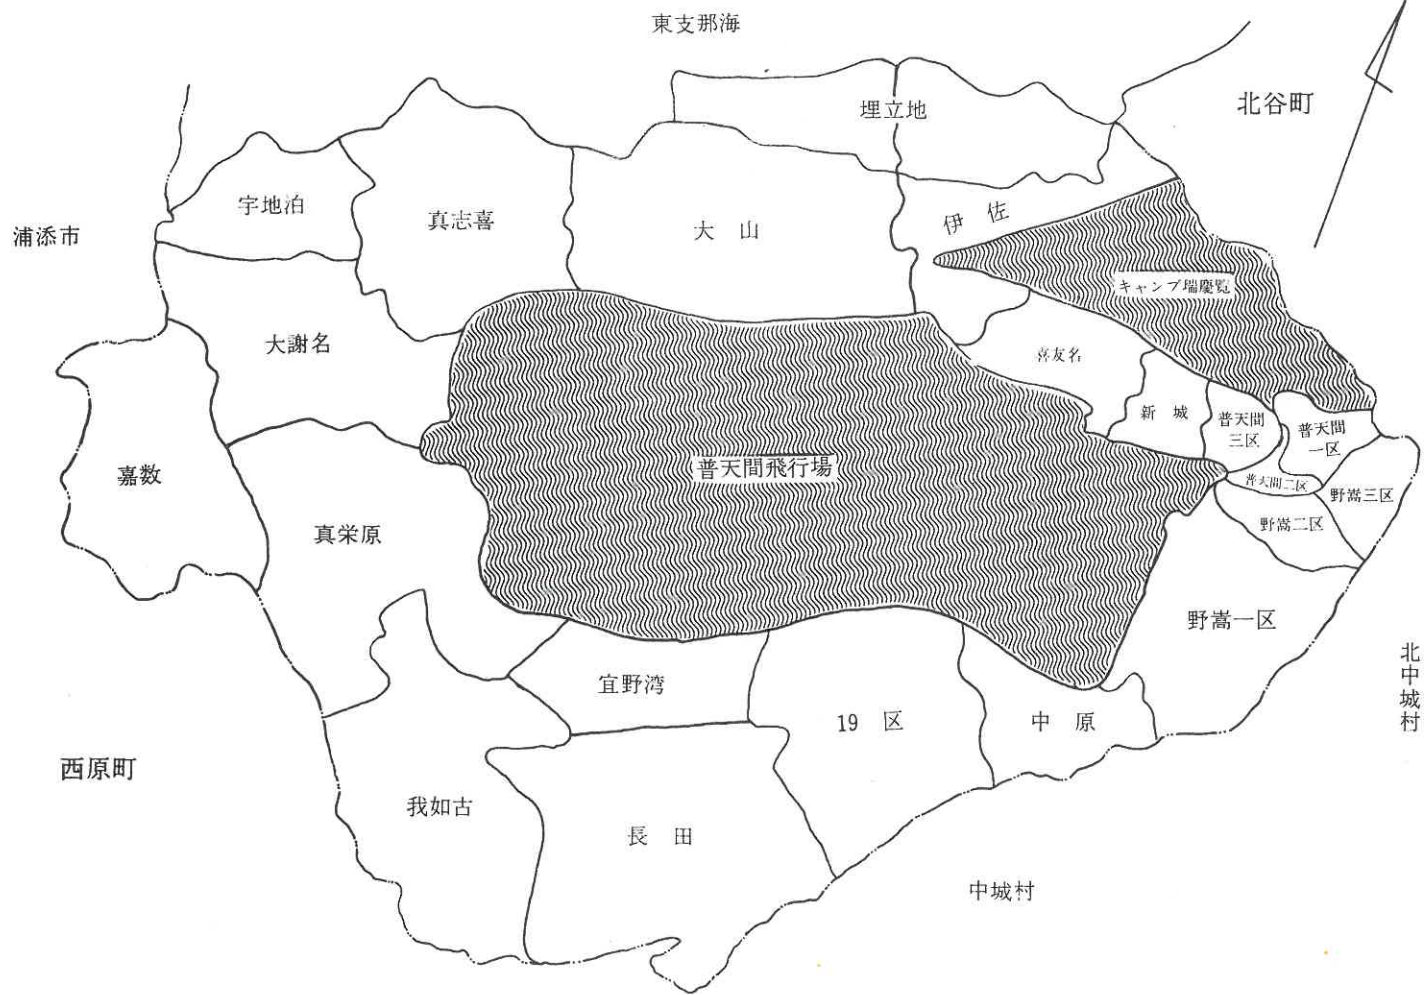 東支那海
北谷町
埋立地
宇地泊
真志喜
大山
伊佐
浦添市
キャンプ瑞慶覧
大謝名
喜友名
新城
普天間
三区
普天間
一区
嘉数
普天間飛行場
普天間二区
野嵩三区
野嵩二区
真栄原
野嵩一区
北中城村
宜野湾
19区
中原
西原町
我如古
長田
中城村